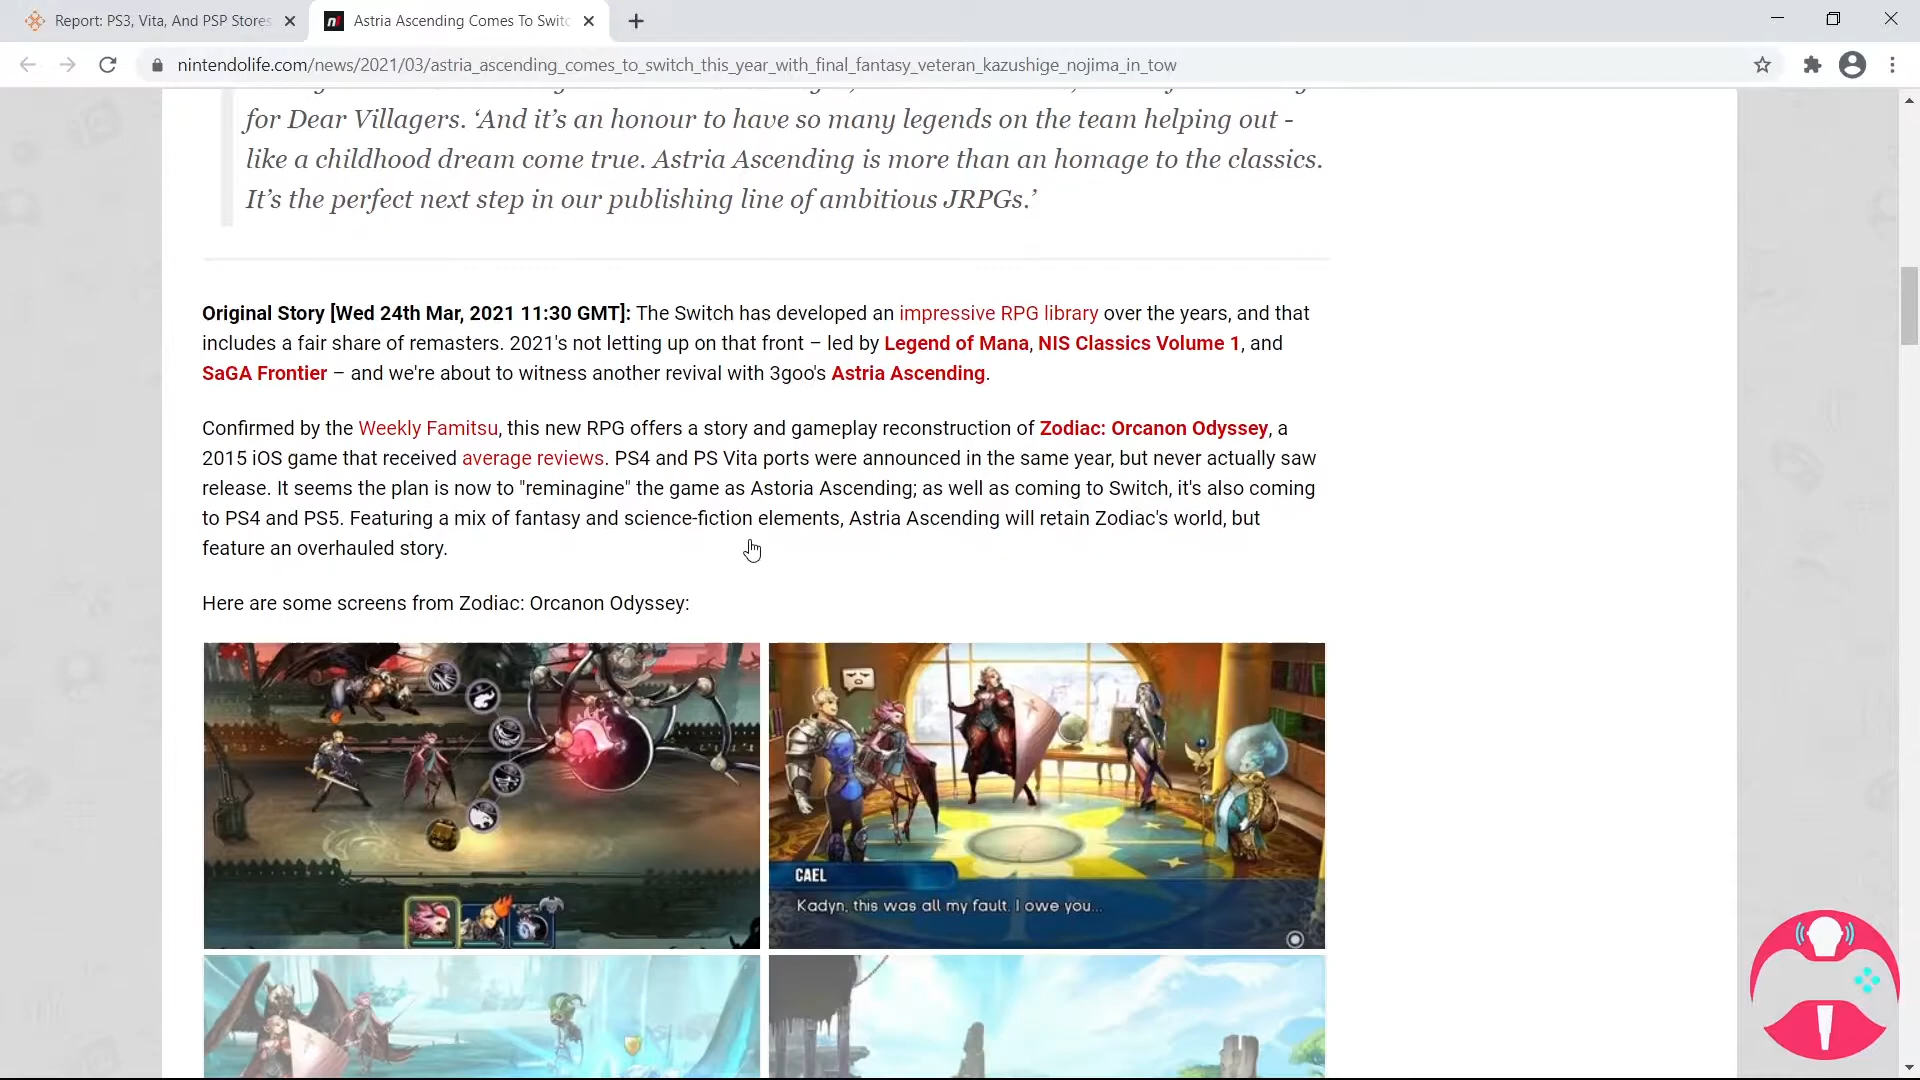 Report: PS3, Vita, And PSP Stores
Astria Ascending Comes To Switc
nintendolife.com/news/2021/03/astria_ascending_comes_to_switch_this_year_with_final_fantasy_veteran_kazushige_nojima_in_tow
for Dear Villagers. ‘And it’s an honour to have so many legends on the team helping out -
like a childhood dream come true. Astria Ascending is more than an homage to the classics.
It’s the perfect next step in our publishing line of ambitious JRPGs.’
Original Story [Wed 24th Mar, 2021 11:30 GMT]: The Switch has developed an impressive RPG library over the years, and that
includes a fair share of remasters. 2021's not letting up on that front – led by Legend of Mana, NIS Classics Volume 1, and
SaGA Frontier – and we're about to witness another revival with 3goo's Astria Ascending.
Confirmed by the Weekly Famitsu, this new RPG offers a story and gameplay reconstruction of Zodiac: Orcanon Odyssey, a
2015 iOS game that received average reviews. PS4 and PS Vita ports were announced in the same year, but never actually saw
release. It seems the plan is now to "reminagine" the game as Astoria Ascending; as well as coming to Switch, it's also coming
to PS4 and PS5. Featuring a mix of fantasy and science-fiction elements, Astria Ascending will retain Zodiac's world, but
feature an overhauled story.
Here are some screens from Zodiac: Orcanon Odyssey:
CAEL
Kadyn, this was all my fault. I owe you...